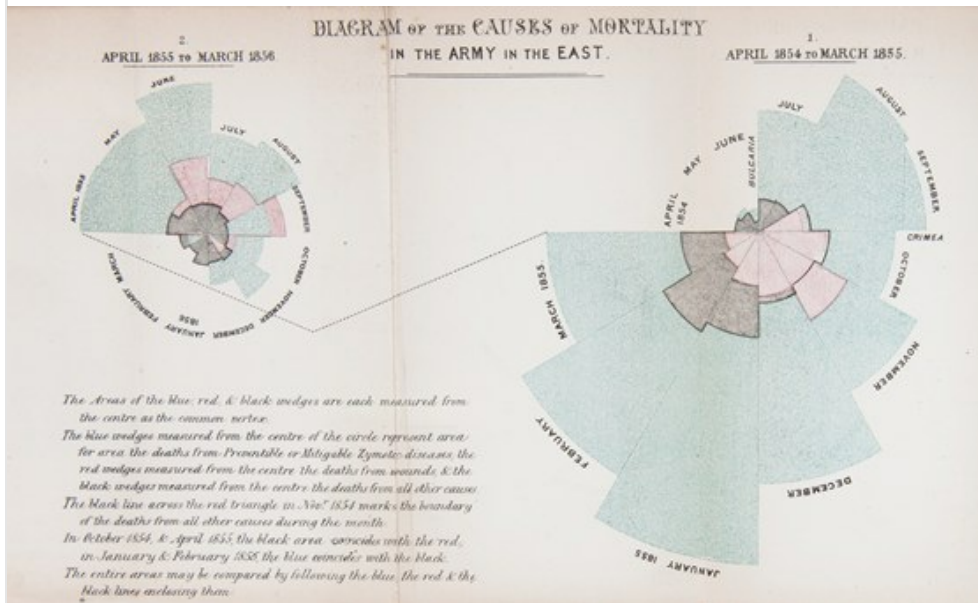 DIAGRAM OF THE CAUSES OF MORTALITY
IN THE ARMY IN THE EAST.
2.
APRIL 1855 TO MARCH 1856
1.
APRIL 1854 TO MARCH 1855.
JUNE
MAY
APRIL 1855
JULY
AUGUST
SEPTEMBER
OCTOBER
NOVEMBER
DECEMBER
JANUARY
1856
FEBRUARY
MARCH
APRIL
1854
MAY
JUNE
BULGARIA
JULY
AUGUST
SEPTEMBER
CRIMEA
OCTOBER
NOVEMBER
DECEMBER
JANUARY 1855
FEBRUARY
MARCH 1855.
The Areas of the blue, red, & black wedges are each measured from
the centre as the common vertex.
The blue wedges measured from the centre of the circle represent area
for area the deaths from Preventible or Mitigable Zymotic diseases, the
red wedges measured from the centre the deaths from wounds, & the
black wedges measured from the centre the deaths from all other causes
The black line across the red triangle in Nov.r 1854 marks the boundary
of the deaths from all other causes during the month.
In October 1854, & April 1855, the black area coincides with the red,
in January & February 1856, the blue coincides with the black.
The entire areas may be compared by following the blue, the red & the
black lines enclosing them